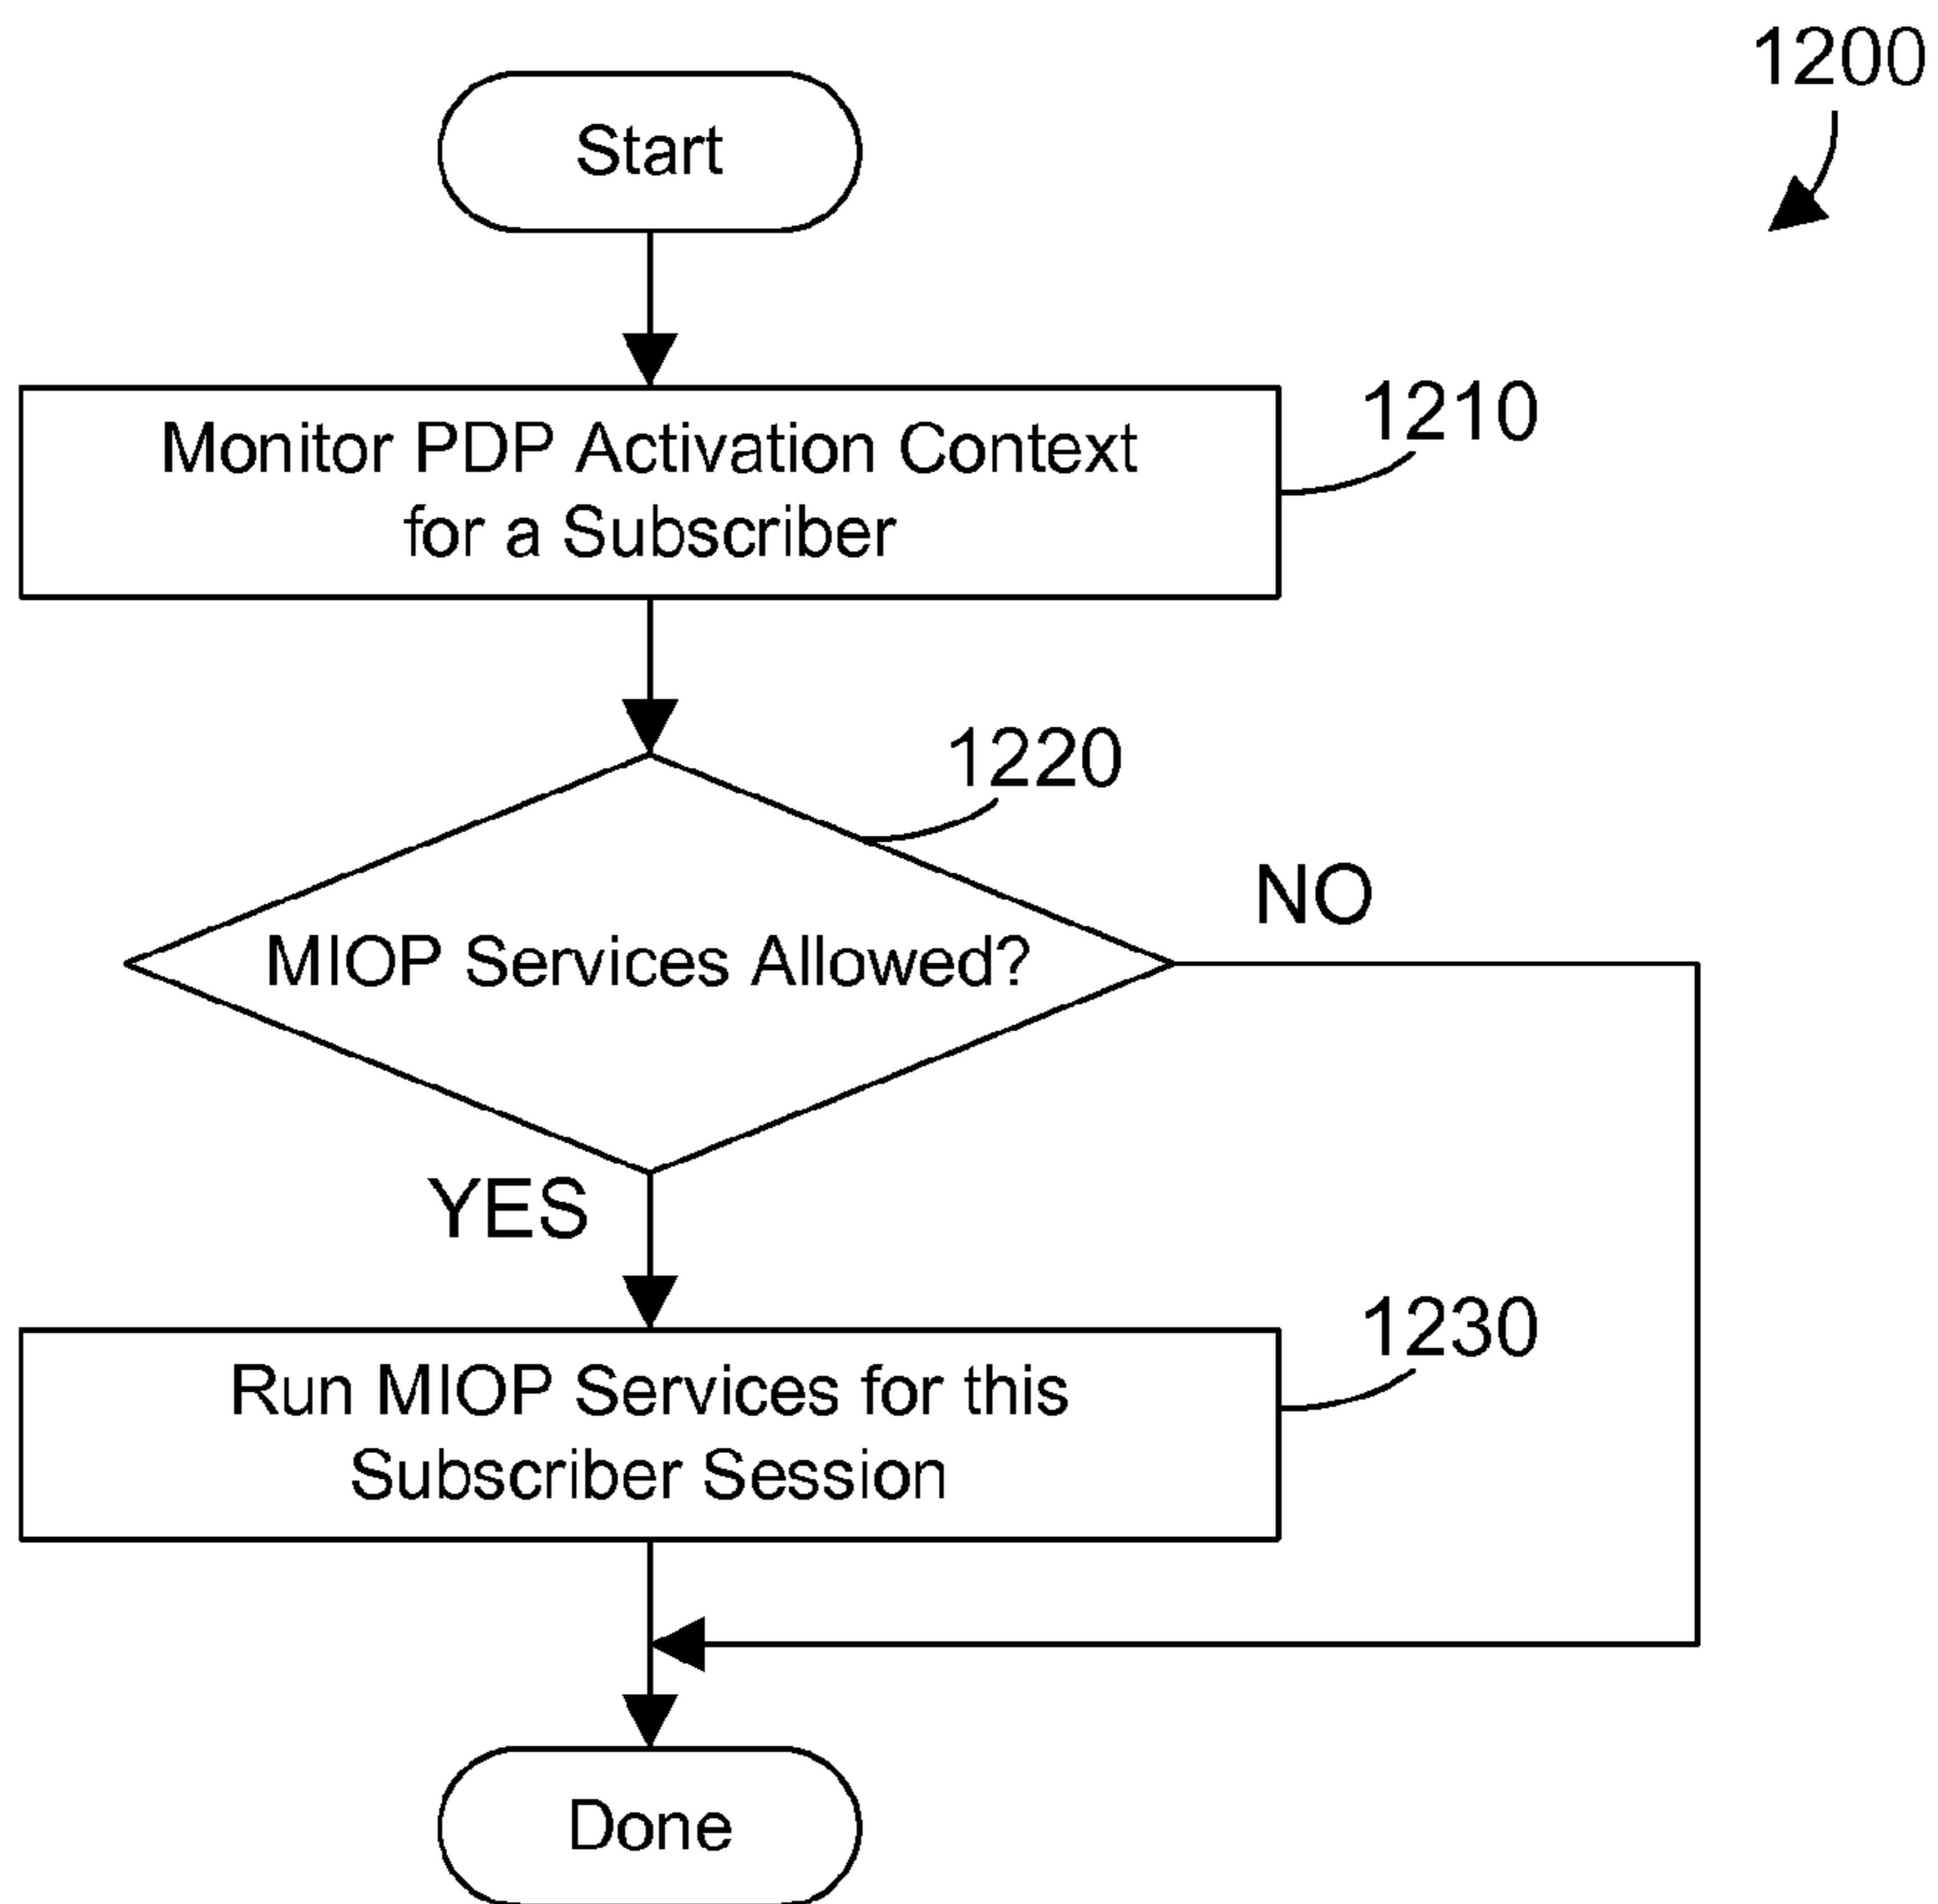 1200
Start
Monitor PDP Activation Context
for a Subscriber
1210
1220
MIOP Services Allowed?
NO
YES
Run MIOP Services for this
Subscriber Session
1230
Done